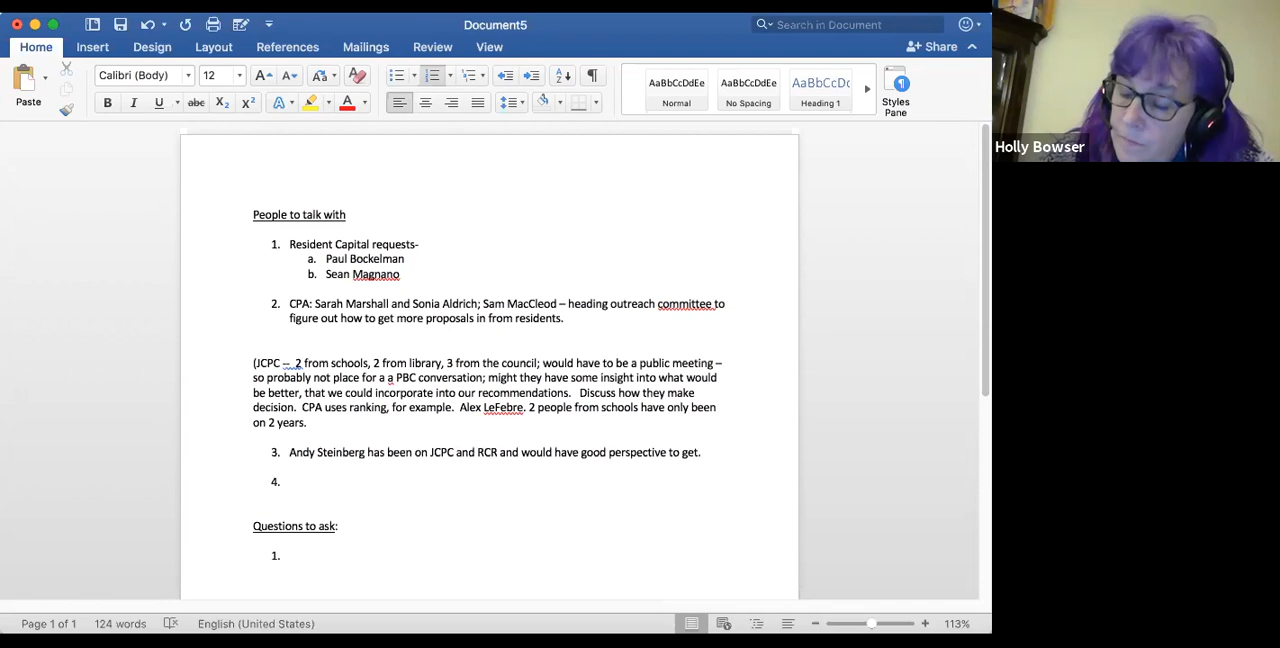 Document5
Search in Document
Home Insert Design Layout References Mailings Review View
Share
Paste
Calibri (Body) 12
AaBbCcDdEe AaBbCcDdEe AaBbCcDc
Normal No Spacing Heading 1
Styles
Pane
Holly Bowser
People to talk with
1. Resident Capital requests-
a. Paul Bockelman
b. Sean Magnano
2. CPA: Sarah Marshall and Sonia Aldrich; Sam MacCleod – heading outreach committee to
figure out how to get more proposals in from residents.
(JCPC -- 2 from schools, 2 from library, 3 from the council; would have to be a public meeting –
so probably not place for a a PBC conversation; might they have some insight into what would
be better, that we could incorporate into our recommendations. Discuss how they make
decision. CPA uses ranking, for example. Alex LeFebre. 2 people from schools have only been
on 2 years.
3. Andy Steinberg has been on JCPC and RCR and would have good perspective to get.
4.
Questions to ask:
1.
Page 1 of 1 124 words English (United States) 113%